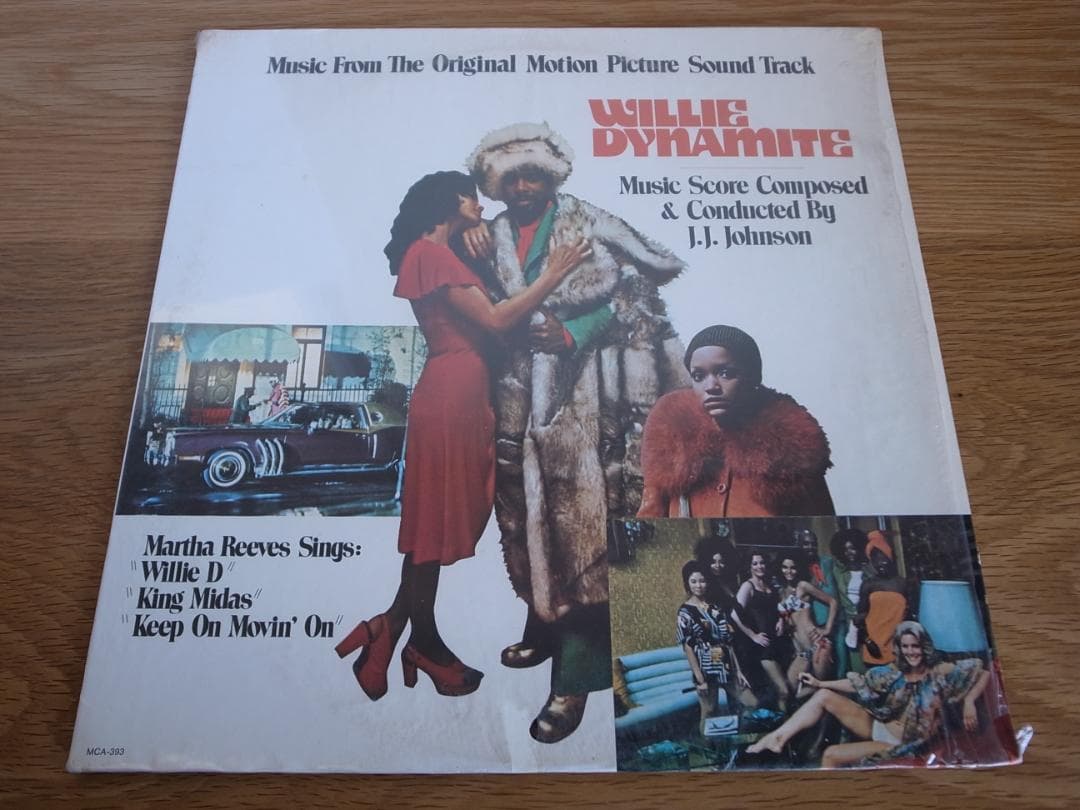 Music From The Original Motion Picture Sound Track
WILLIE
DYNAMITE
Music Score Composed
& Conducted By
J.J. Johnson
Martha Reeves Sings:
"Willie D"
"King Midas"
"Keep On Movin' On"
MCA-393